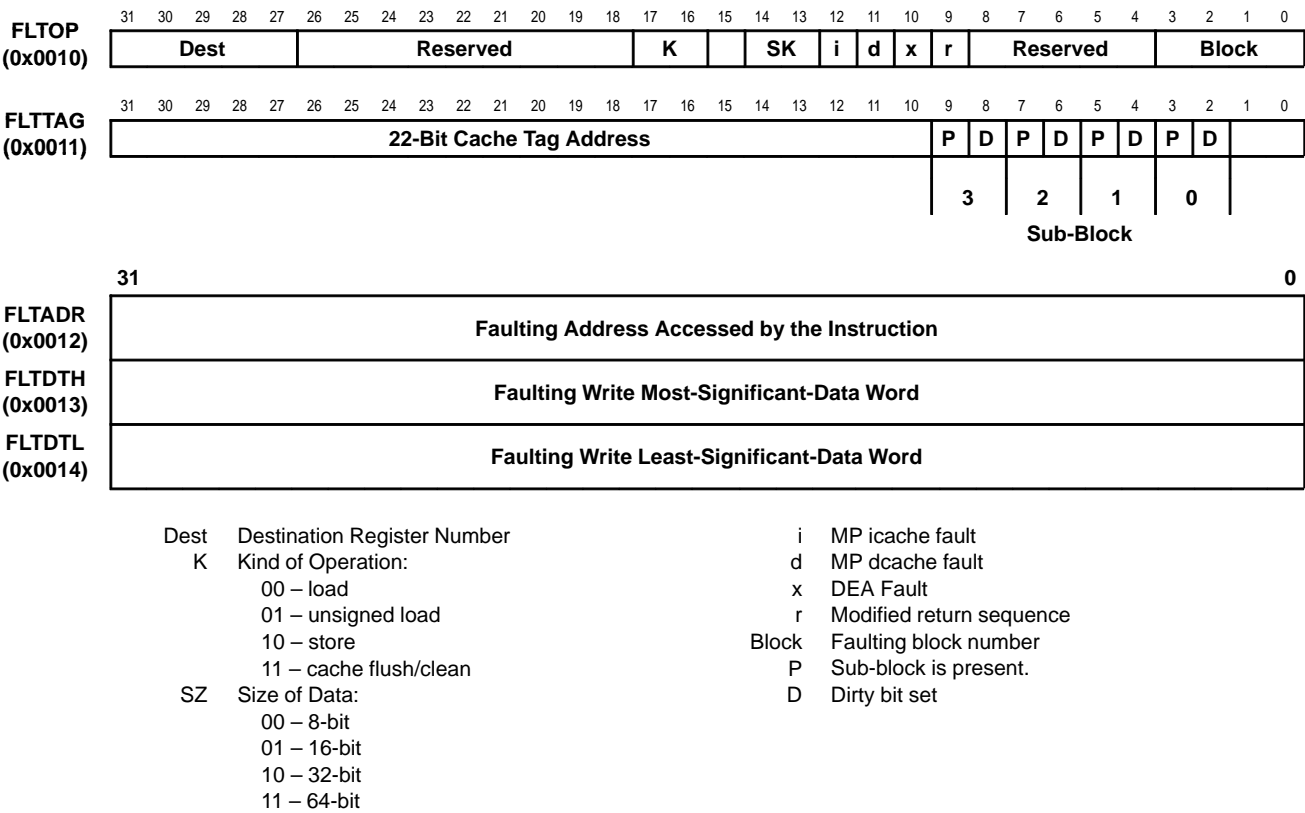 31 30 29 28 27 26 25 24 23 22 21 20 19 18 17 16 15 14 13 12 11 10 9 8 7 6 5 4 3 2 1 0
FLTOP
(0x0010)
Dest Reserved K SK i d x r Reserved Block
31 30 29 28 27 26 25 24 23 22 21 20 19 18 17 16 15 14 13 12 11 10 9 8 7 6 5 4 3 2 1 0
FLTTAG
(0x0011)
22-Bit Cache Tag Address P D P D P D P D
3 2 1 0
Sub-Block
31 0
FLTADR
(0x0012)
Faulting Address Accessed by the Instruction
FLTDTH
(0x0013)
Faulting Write Most-Significant-Data Word
FLTDTL
(0x0014)
Faulting Write Least-Significant-Data Word
Dest Destination Register Number
K Kind of Operation:
00 – load
01 – unsigned load
10 – store
11 – cache flush/clean
SZ Size of Data:
00 – 8-bit
01 – 16-bit
10 – 32-bit
11 – 64-bit
i MP icache fault
d MP dcache fault
x DEA Fault
r Modified return sequence
Block Faulting block number
P Sub-block is present.
D Dirty bit set